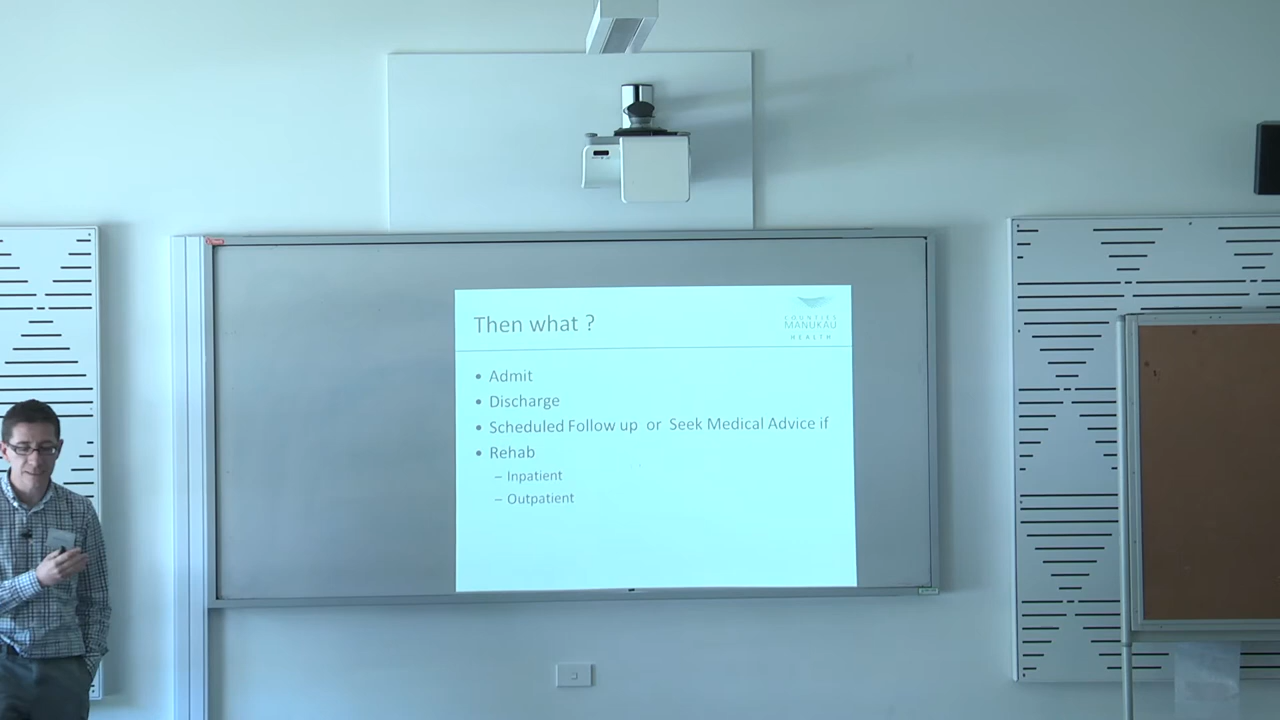 Then what ?
COUNTIES
MANUKAU
HEALTH
• Admit
• Discharge
• Scheduled Follow up or Seek Medical Advice if
• Rehab
– Inpatient
– Outpatient